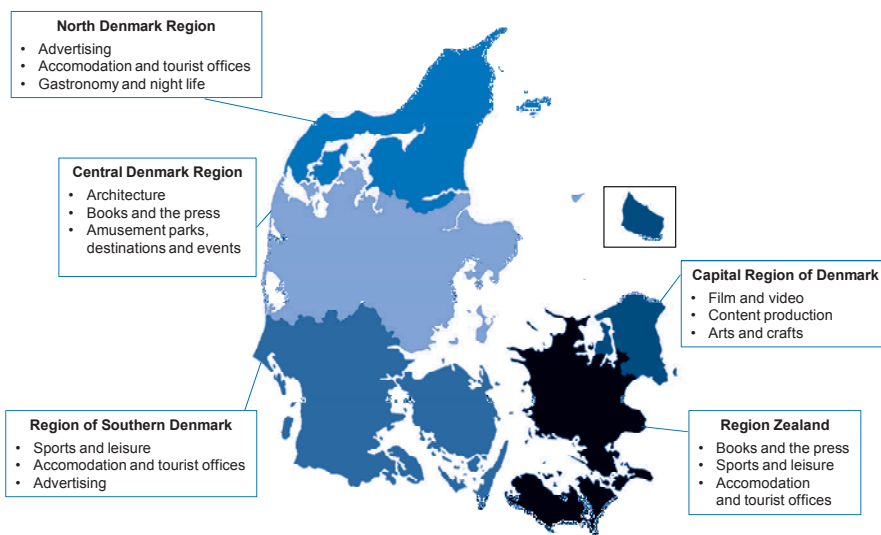 North Denmark Region
• Advertising
• Accomodation and tourist offices
• Gastronomy and night life
Central Denmark Region
• Architecture
• Books and the press
• Amusement parks,
destinations and events
Capital Region of Denmark
• Film and video
• Content production
• Arts and crafts
Region of Southern Denmark
• Sports and leisure
• Accomodation and tourist offices
• Advertising
Region Zealand
• Books and the press
• Sports and leisure
• Accomodation
and tourist offices